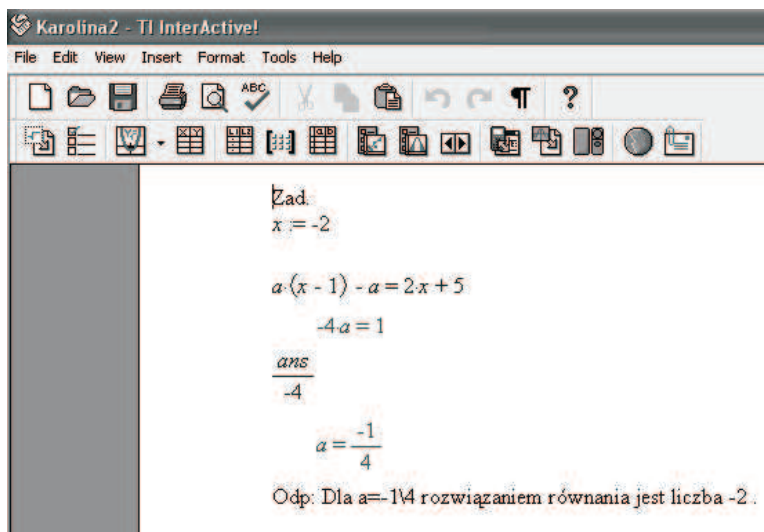 Karolina2 - TI InterActive!
File Edit View Insert Format Tools Help
ABC
Zad.
x := -2
a·(x - 1) - a = 2·x + 5
-4·a = 1
ans
-4
a = -1
4
Odp: Dla a=-1\4 rozwiązaniem równania jest liczba -2 .